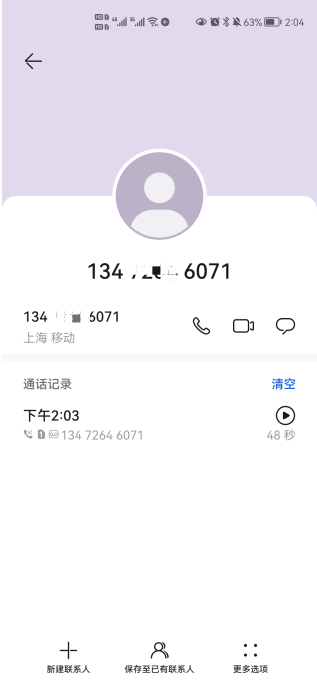 63% 2:04
134 6071
134 6071
上海 移动
通话记录
清空
下午2:03
134 7264 6071
48 秒
新建联系人
保存至已有联系人
更多选项